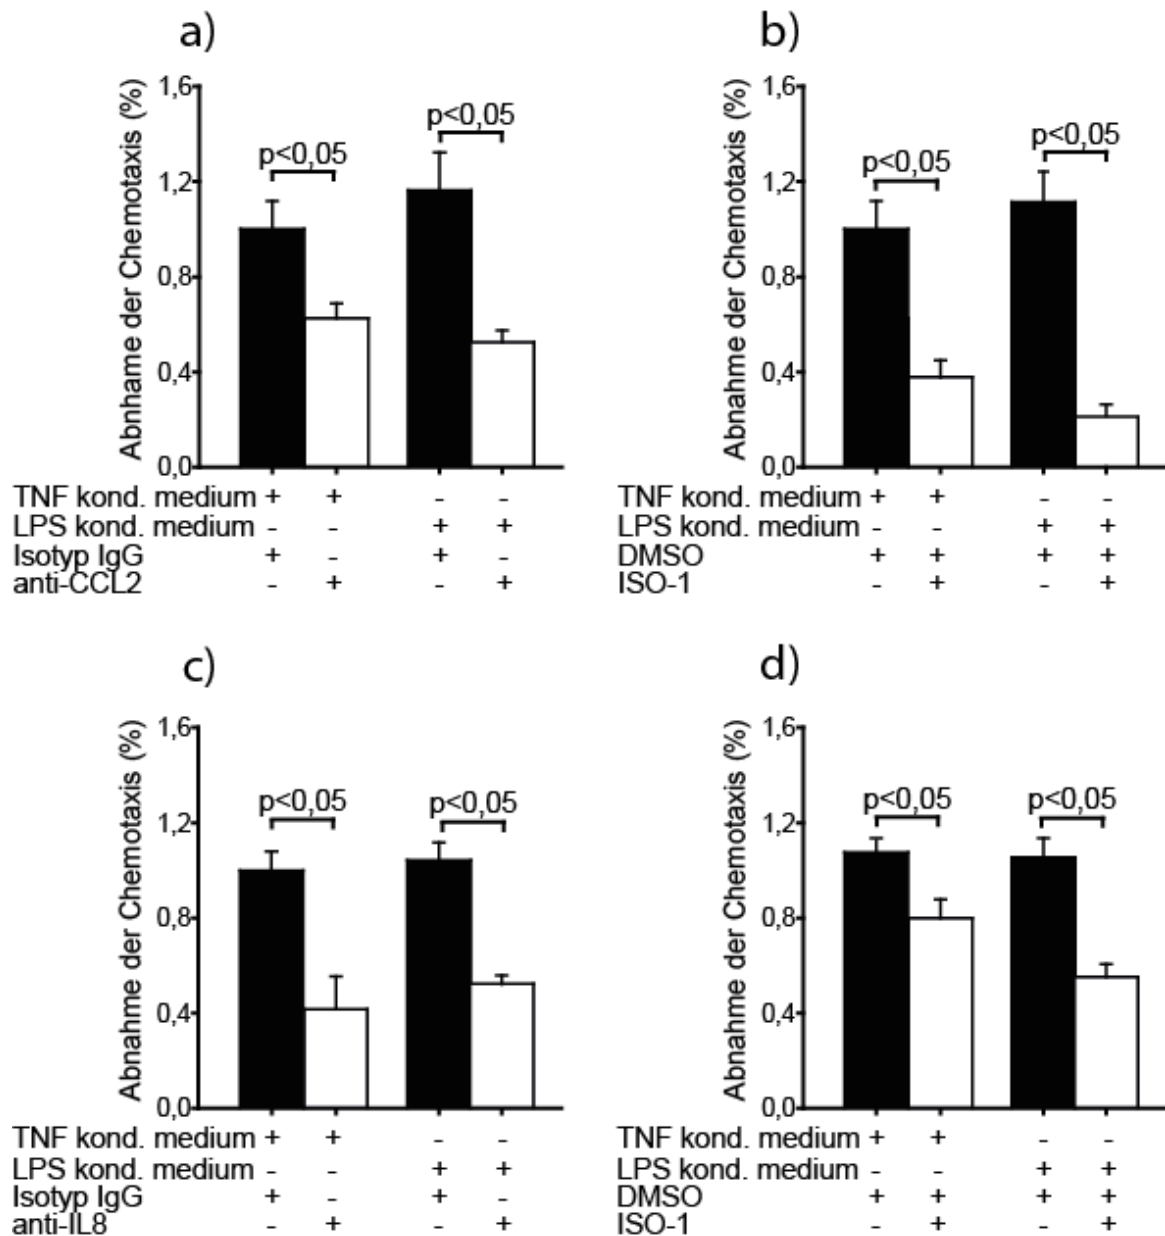 a)
Abnhame der Chemotaxis (%)
1,6
1,2
0,8
0,4
0,0
p<0,05
p<0,05
TNF kond. medium + + - -
LPS kond. medium - - + +
Isotyp IgG + - + -
anti-CCL2 - + - +
b)
Abnahme der Chemotaxis (%)
1,6
1,2
0,8
0,4
0,0
p<0,05
p<0,05
TNF kond. medium + + - -
LPS kond. medium - - + +
DMSO + + + +
ISO-1 - + - +
c)
Abnahme der Chemotaxis (%)
1,6
1,2
0,8
0,4
0,0
p<0,05
p<0,05
TNF kond. medium + + - -
LPS kond. medium - - + +
Isotyp IgG + - + -
anti-IL8 - + - +
d)
Abnahme der Chemotaxis (%)
1,6
1,2
0,8
0,4
0,0
p<0,05
p<0,05
TNF kond. medium + + - -
LPS kond. medium - - + +
DMSO + + + +
ISO-1 - + - +